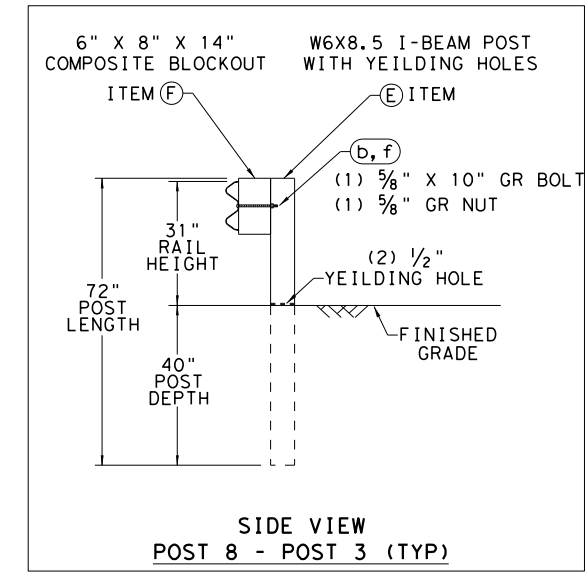 6" X 8" X 14"
COMPOSITE BLOCKOUT
ITEM F
W6X8.5 I-BEAM POST
WITH YEILDING HOLES
E ITEM
b, f
(1) 5/8" X 10" GR BOLT
(1) 5/8" GR NUT
31"
RAIL
HEIGHT
(2) 1/2"
YEILDING HOLE
72"
POST
LENGTH
FINISHED
GRADE
40"
POST
DEPTH
SIDE VIEW
POST 8 - POST 3 (TYP)